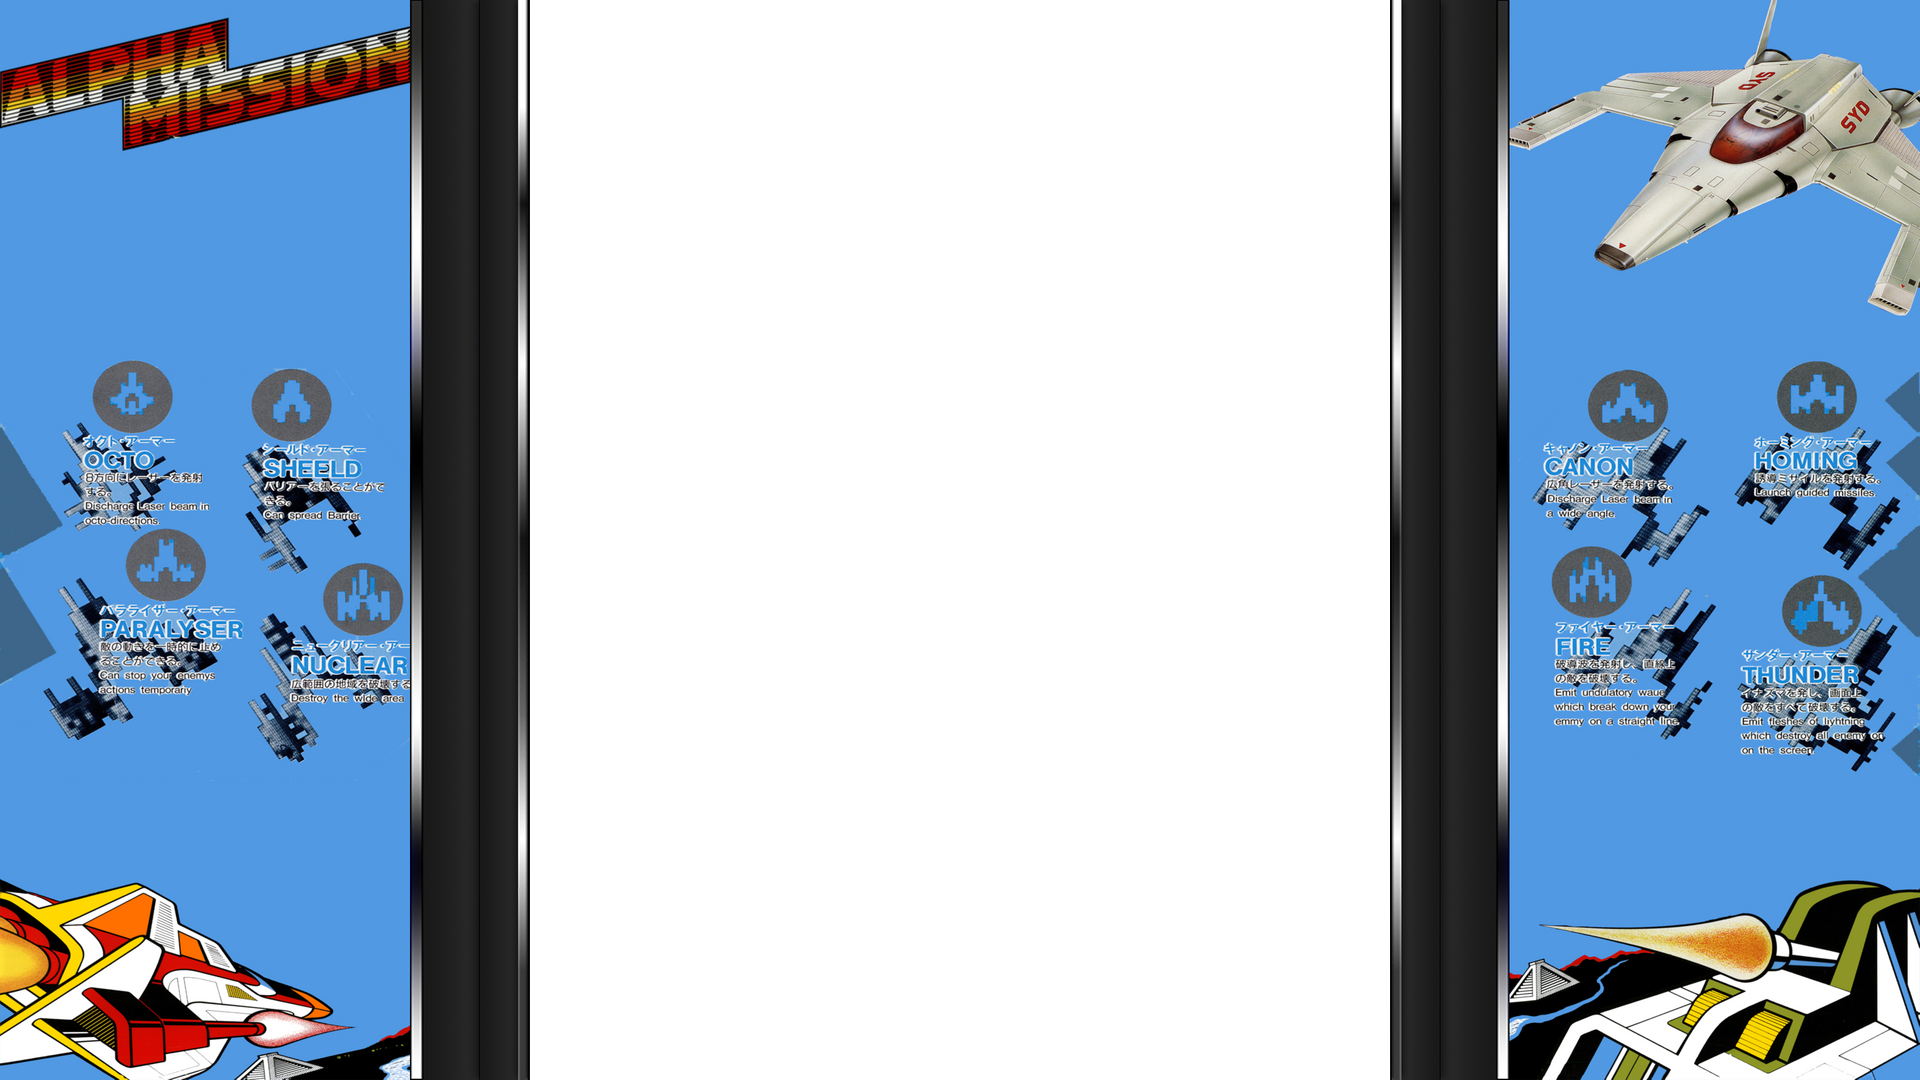 ALPHA
MISSION
オクト・アーマー
OCTO
8方向にレーザーを発射
する。
Discharge Laser beam in
octo-directions
シールド・アーマー
SHEELD
バリアーを張ることがで
きる。
Can spread Barrier
パラライザー・アーマー
PARALYSER
敵の動きを一時的に止め
ることができる。
Can stop your enemys
actions temporary
ニュークリアー・アー
NUCLEAR
広範囲の地域を破壊する
Destroy the wide area
SYD
SYD
キャノン・アーマー
CANON
広角レーザーを発射する。
Discharge Laser beam in
a wide angle.
ホーミング・アーマー
HOMING
誘導ミサイルを発射する。
Launch guided missiles.
ファイヤー・アーマー
FIRE
破導波を発射し、直線上
の敵を破壊する。
Emit undulatory wave
which break down your
emmy on a straight line.
サンダー・アーマー
THUNDER
イナズマを発し、画面上
の敵をすべて破壊する。
Emit fleshes of liyhtning
which destroy all enemy on
on the screen.